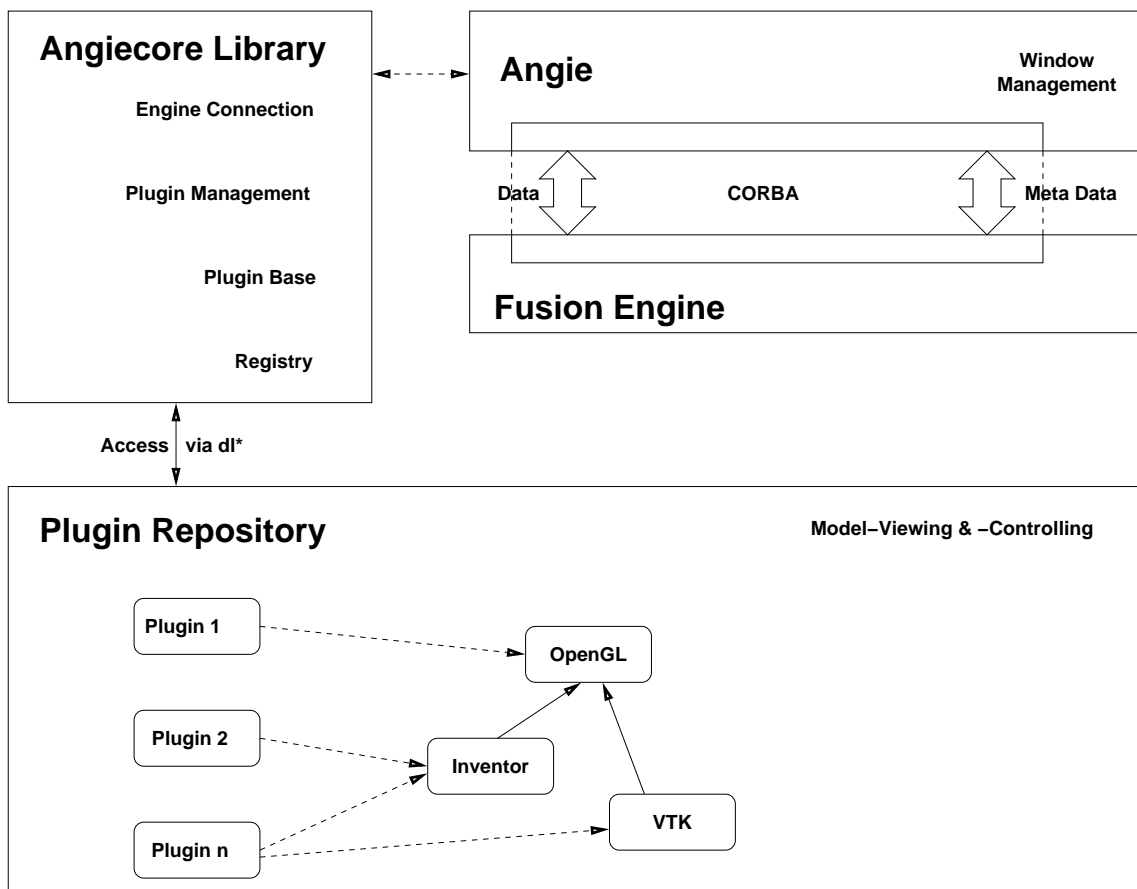 Angiecore Library
Engine Connection
Plugin Management
Plugin Base
Registry
Angie
Window
Management
Data
CORBA
Meta Data
Fusion Engine
Access via dl*
Plugin Repository
Model−Viewing & −Controlling
Plugin 1
OpenGL
Plugin 2
Inventor
VTK
Plugin n